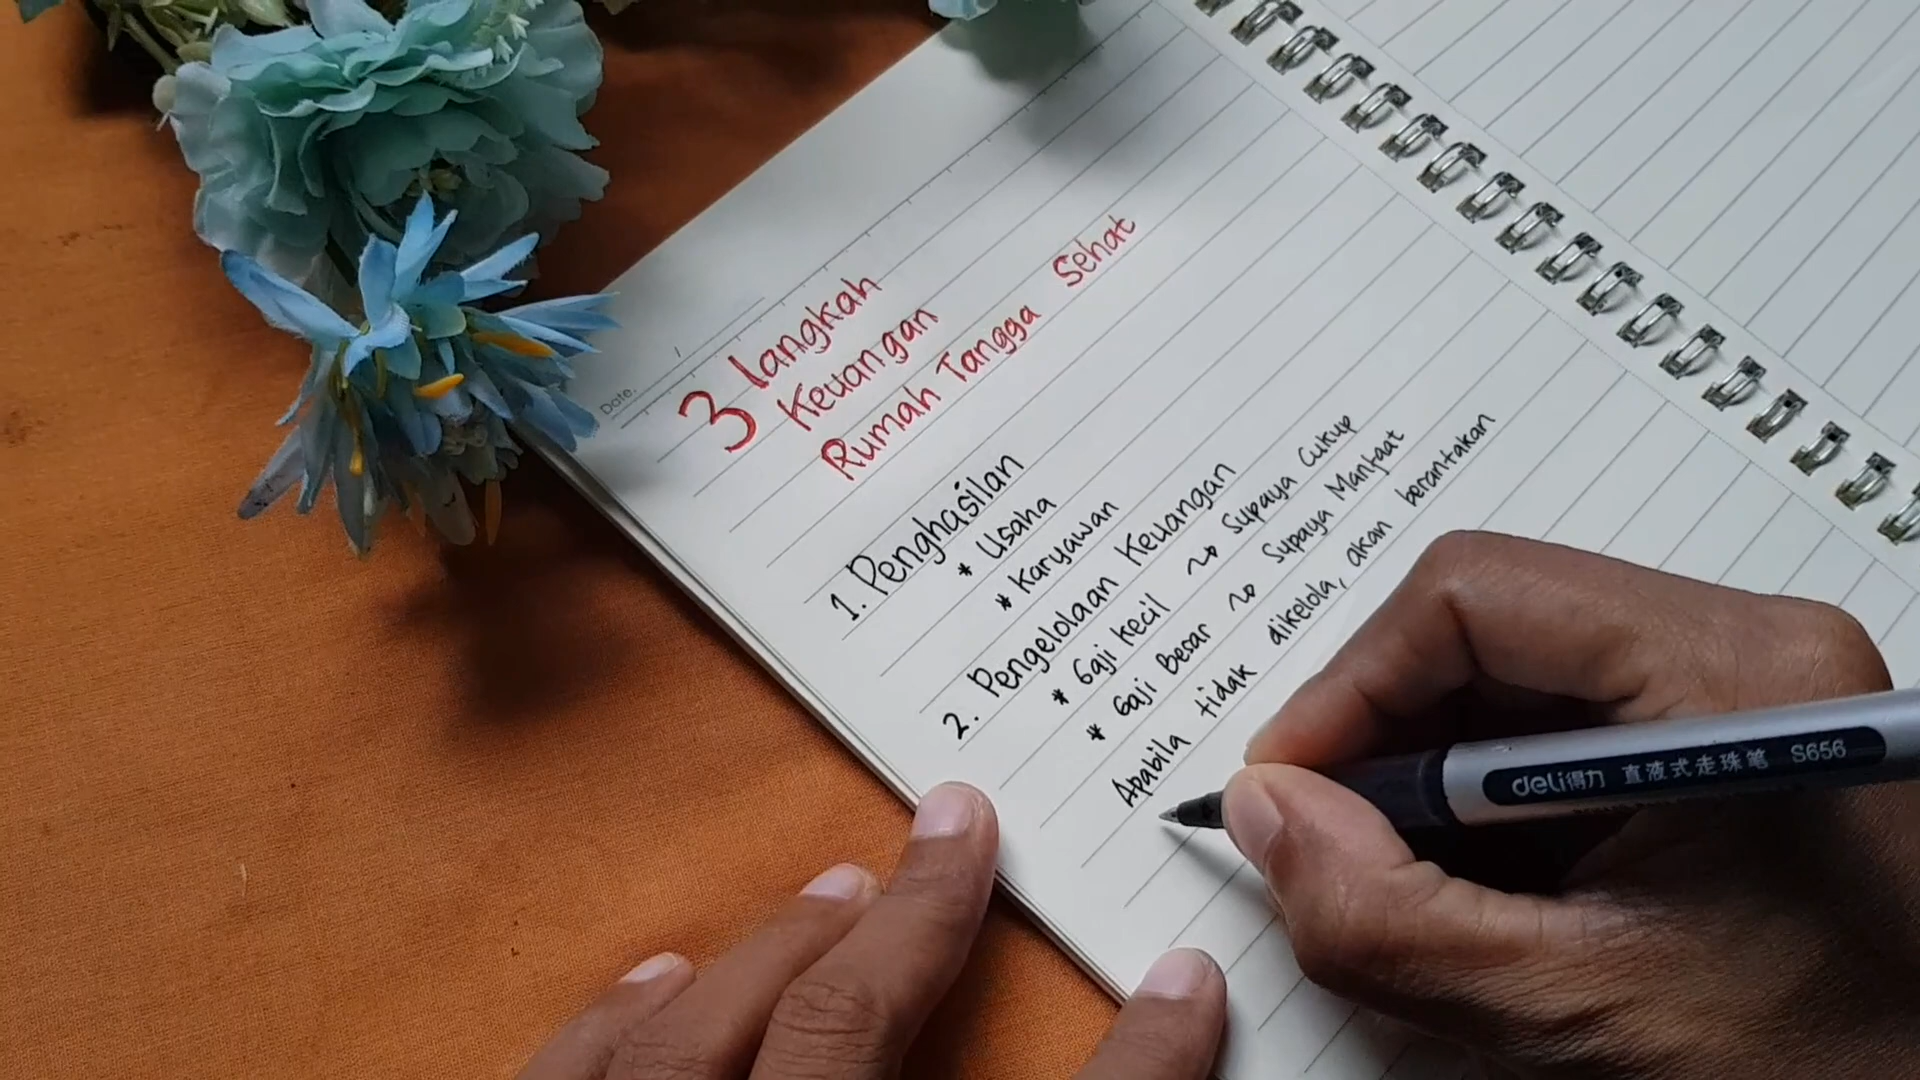 Date.
3 langkah
Keuangan
Rumah Tangga Sehat
1. Penghasilan
* Usaha
* Karyawan
2. Pengelolaan Keuangan
* Gaji kecil ~> Supaya Cukup
* Gaji Besar ~> Supaya Manfaat
Apabila tidak dikelola, akan berantakan
deli得力 直液式走珠笔 S656